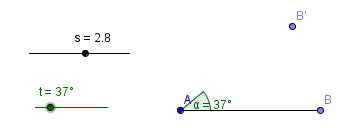 B'
s = 2.8
t = 37°
A
α = 37°
B